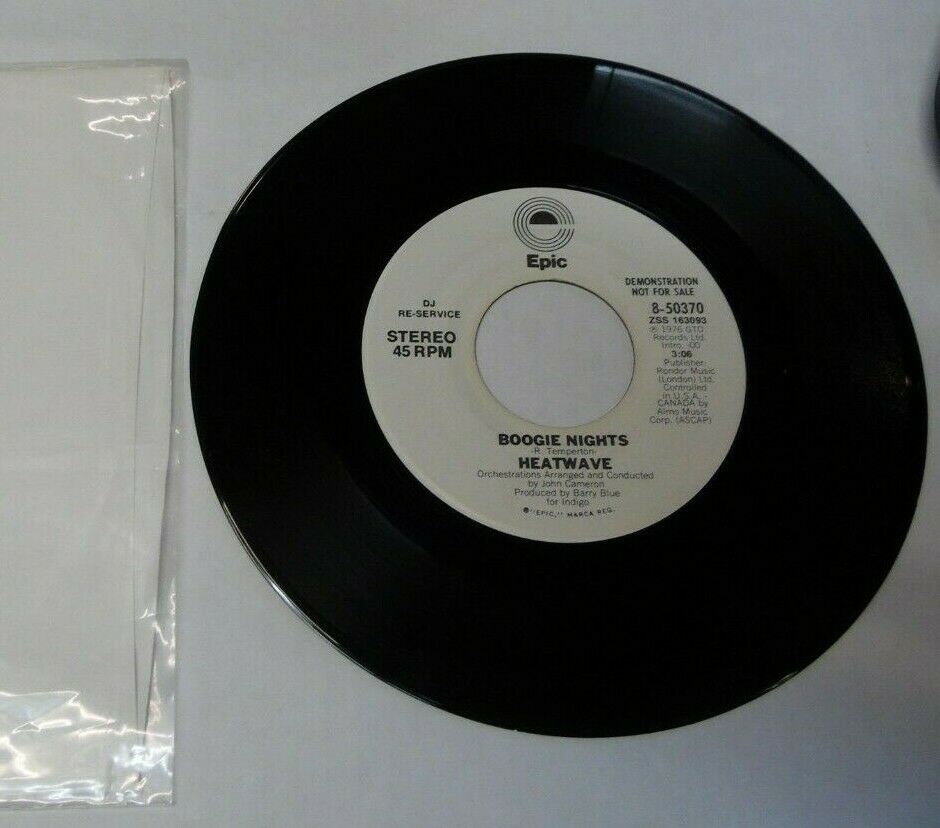 Epic
DJ
RE-SERVICE
STEREO
45 RPM
DEMONSTRATION
NOT FOR SALE
8-50370
ZSS 163093
℗ 1976 GTO
Records Ltd.
Intro. :00
3:06
Publisher:
Rondor Music
(London) Ltd.
Controlled
in U.S.A. -
CANADA by
Almo Music
Corp. (ASCAP)
BOOGIE NIGHTS
-R. Temperton-
HEATWAVE
Orchestrations Arranged and Conducted
by John Cameron
Produced by Barry Blue
for Indigo
"EPIC," MARCA REG.